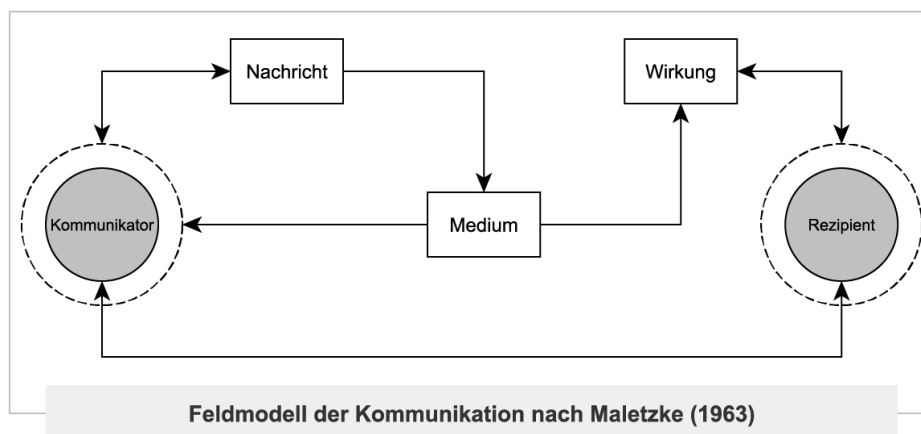 Nachricht
Wirkung
Kommunikator
Medium
Rezipient
Feldmodell der Kommunikation nach Maletzke (1963)